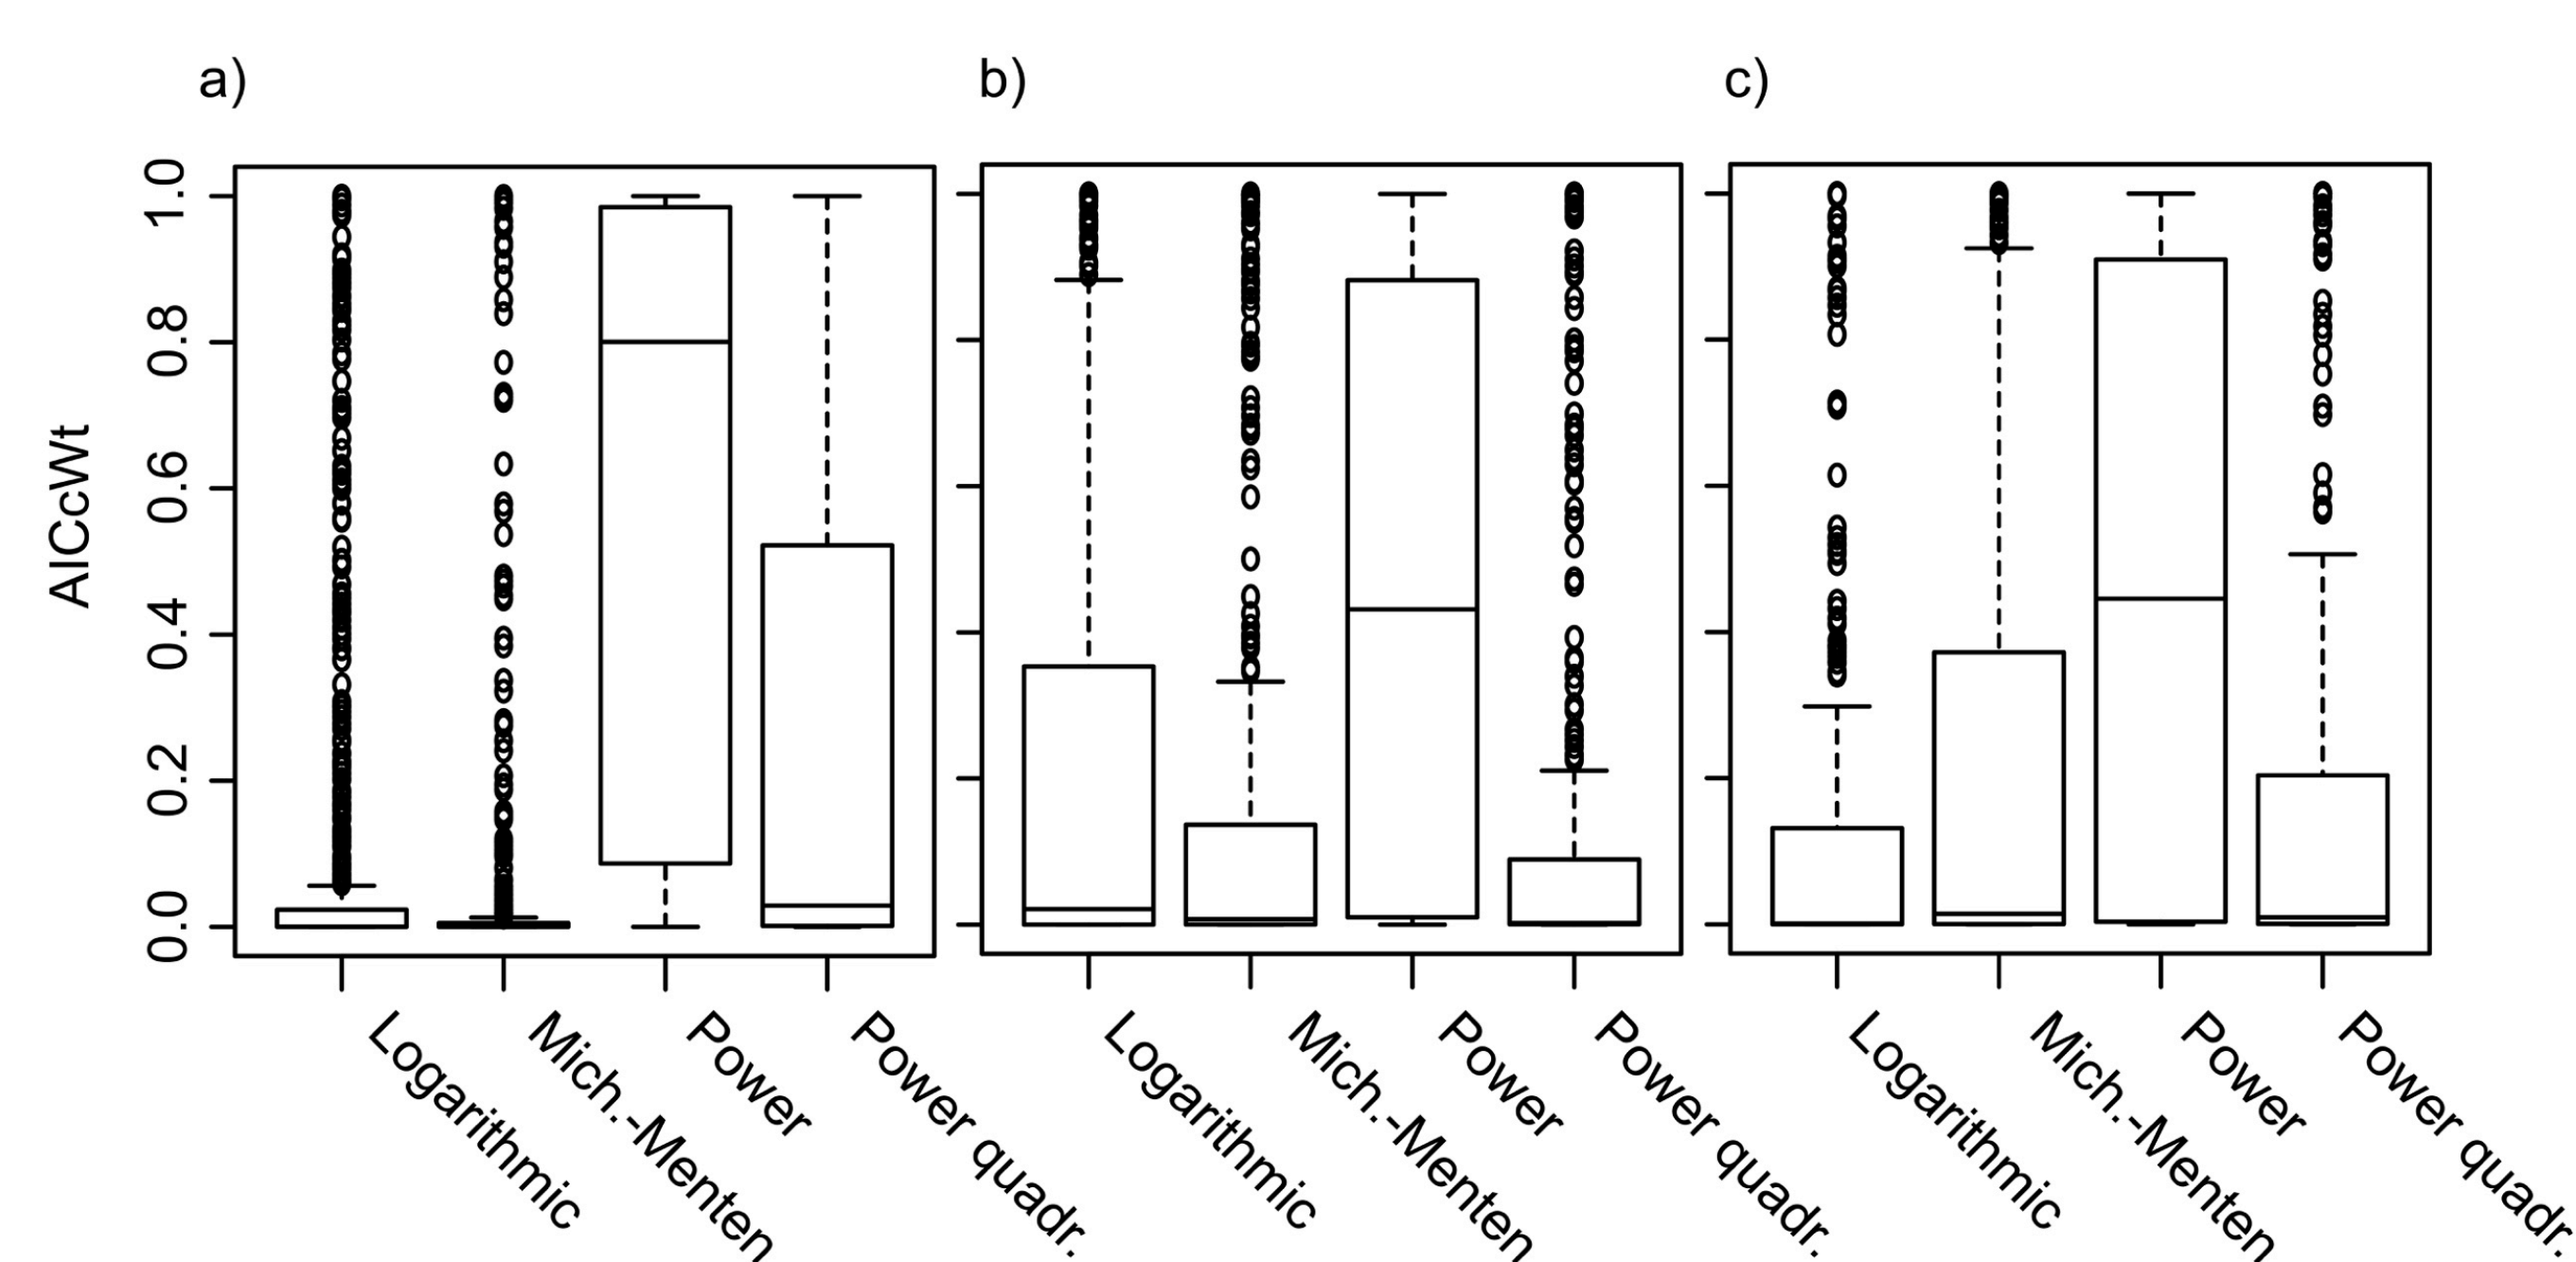 a)
b)
c)
AICcWt
1.0
0.8
0.6
0.4
0.2
0.0
Logarithmic
Mich.-Menten
Power
Power quadr.
Logarithmic
Mich.-Menten
Power
Power quadr.
Logarithmic
Mich.-Menten
Power
Power quadr.